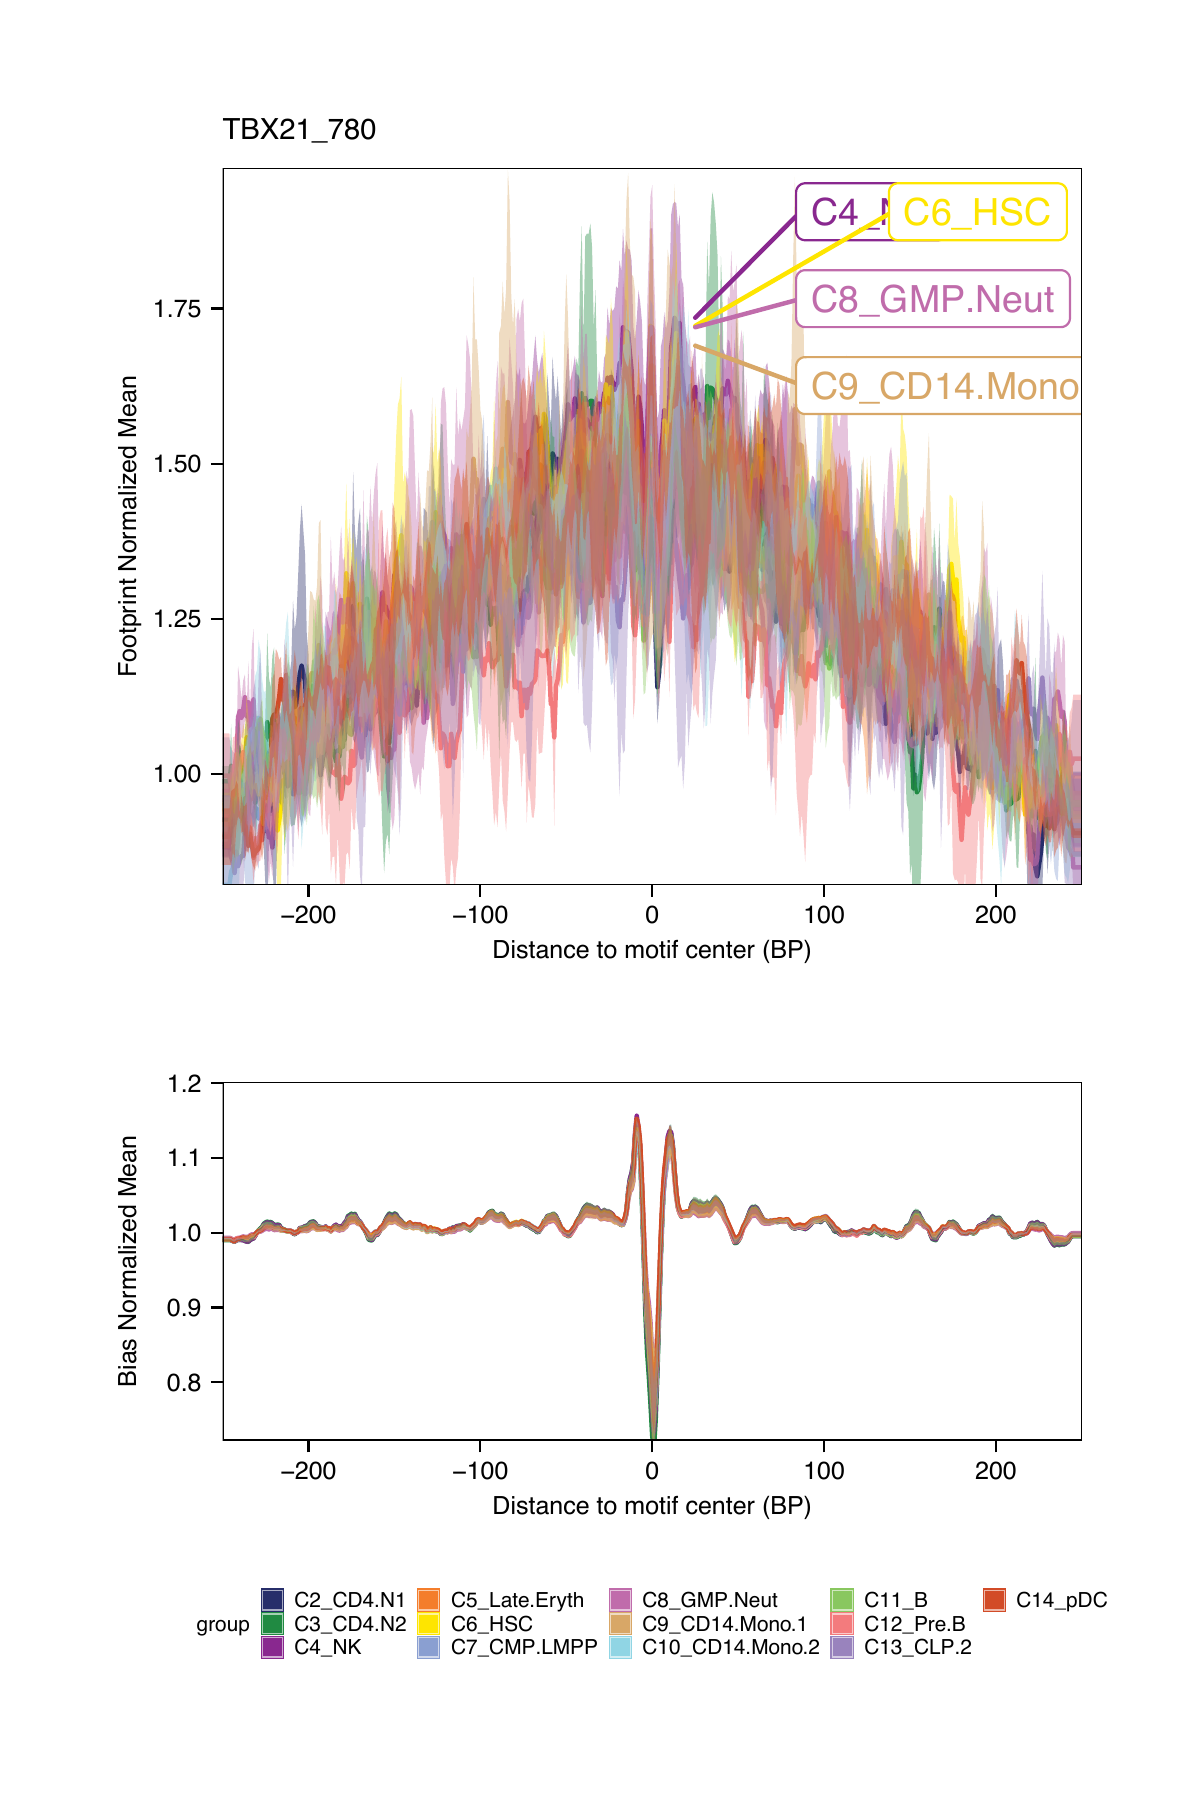 TBX21_780
C4_
C6_HSC
C8_GMP.Neut
C9_CD14.Mono
Footprint Normalized Mean
1.75
1.50
1.25
1.00
−200 −100 0 100 200
Distance to motif center (BP)
Bias Normalized Mean
1.2
1.1
1.0
0.9
0.8
−200 −100 0 100 200
Distance to motif center (BP)
group
C2_CD4.N1 C5_Late.Eryth C8_GMP.Neut C11_B C14_pDC
C3_CD4.N2 C6_HSC C9_CD14.Mono.1 C12_Pre.B
C4_NK C7_CMP.LMPP C10_CD14.Mono.2 C13_CLP.2